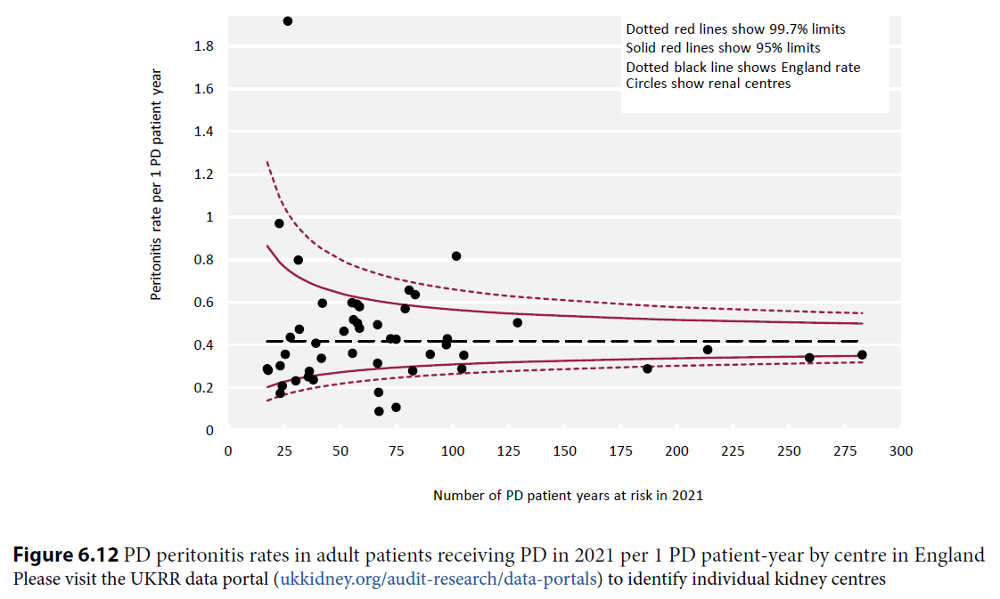 Dotted red lines show 99.7% limits
Solid red lines show 95% limits
Dotted black line shows England rate
Circles show renal centres
Peritonitis rate per 1 PD patient year
1.8
1.6
1.4
1.2
1
0.8
0.6
0.4
0.2
0
0 25 50 75 100 125 150 175 200 225 250 275 300
Number of PD patient years at risk in 2021
Figure 6.12 PD peritonitis rates in adult patients receiving PD in 2021 per 1 PD patient-year by centre in England
Please visit the UKRR data portal (ukkidney.org/audit-research/data-portals) to identify individual kidney centres